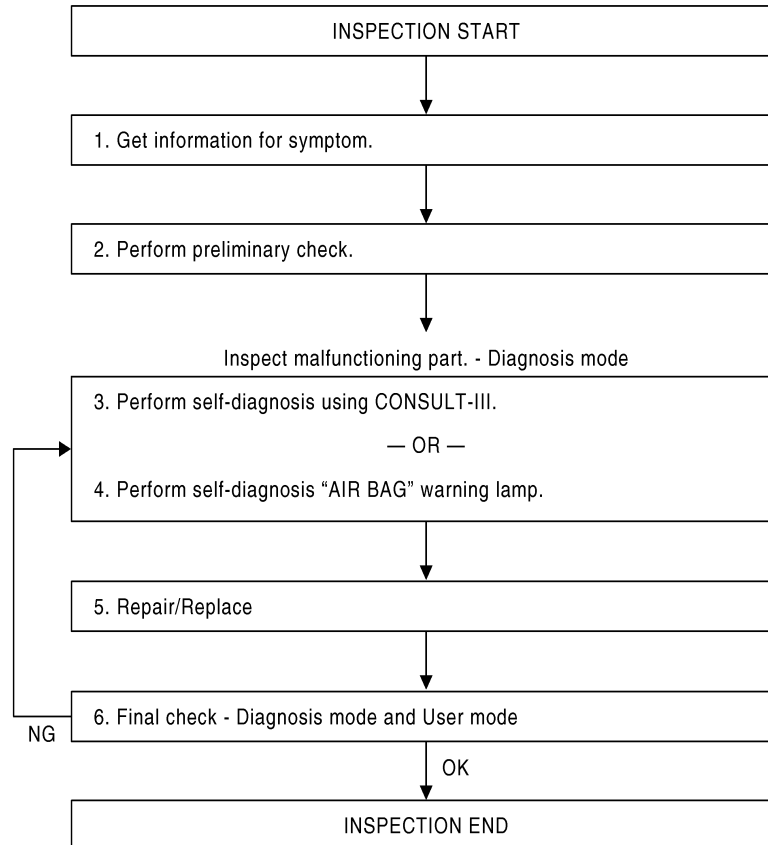 INSPECTION START
1. Get information for symptom.
2. Perform preliminary check.
Inspect malfunctioning part. - Diagnosis mode
3. Perform self-diagnosis using CONSULT-III.
— OR —
4. Perform self-diagnosis “AIR BAG” warning lamp.
5. Repair/Replace
6. Final check - Diagnosis mode and User mode
NG
OK
INSPECTION END